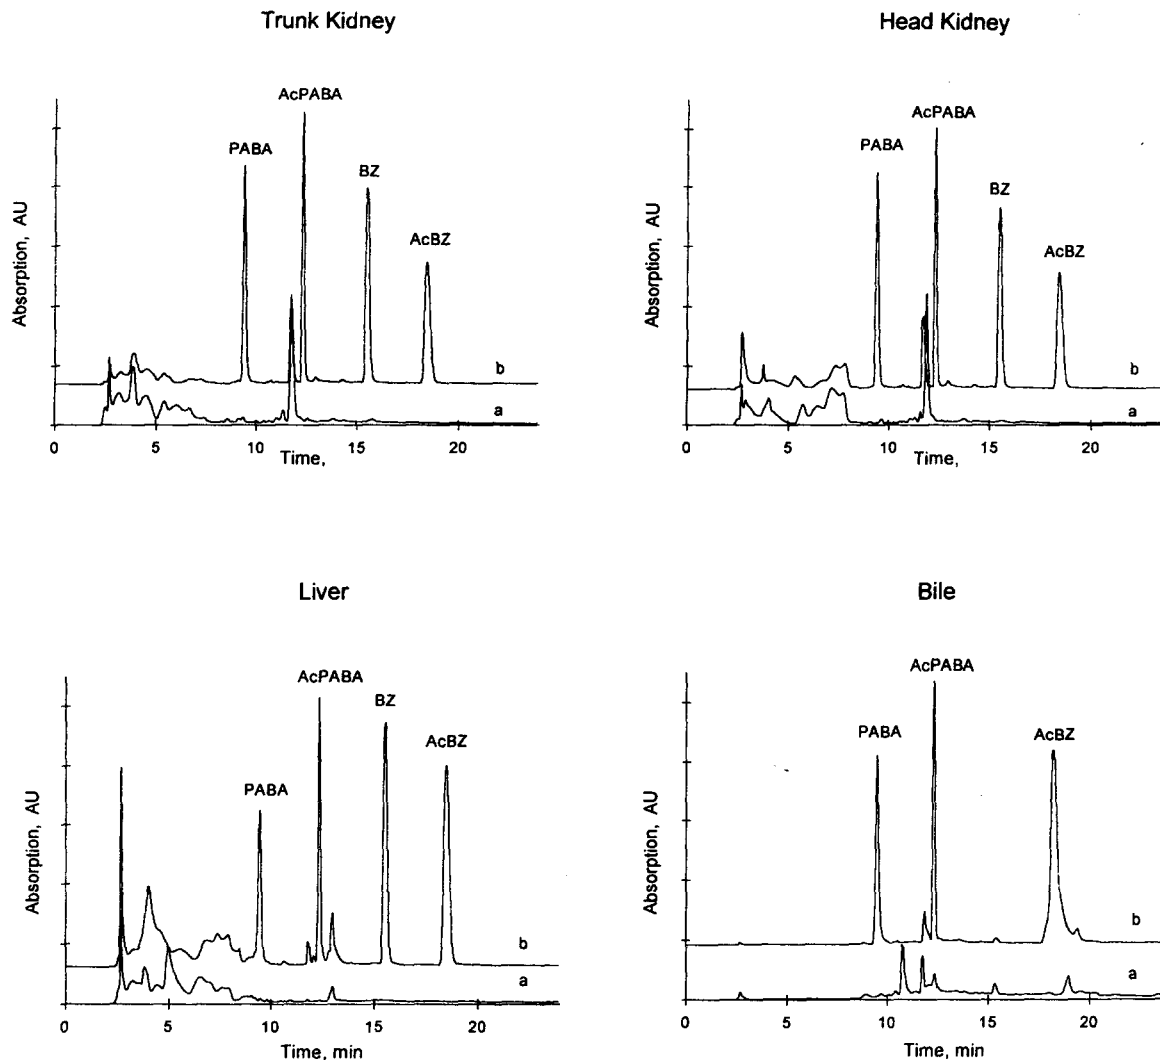 Trunk Kidney
Absorption, AU
PABA
AcPABA
BZ
AcBZ
b
a
0 5 10 15 20
Time,
Head Kidney
Absorption, AU
PABA
AcPABA
BZ
AcBZ
b
a
0 5 10 15 20
Time,
Liver
Absorption, AU
PABA
AcPABA
BZ
AcBZ
b
a
0 5 10 15 20
Time, min
Bile
Absorption, AU
PABA
AcPABA
AcBZ
b
a
0 5 10 15 20
Time, min